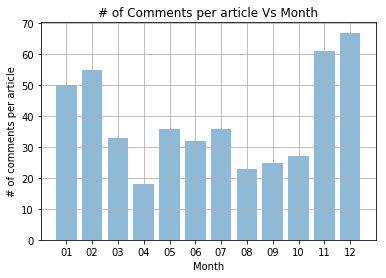 # of Comments per article Vs Month
# of comments per article
70
60
50
40
30
20
10
0
01 02 03 04 05 06 07 08 09 10 11 12
Month